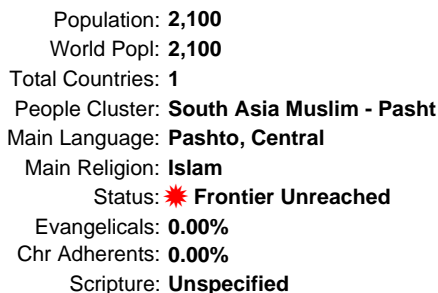 Population: 2,100
World Popl: 2,100
Total Countries: 1
People Cluster: South Asia Muslim - Pasht
Main Language: Pashto, Central
Main Religion: Islam
Status: Frontier Unreached
Evangelicals: 0.00%
Chr Adherents: 0.00%
Scripture: Unspecified